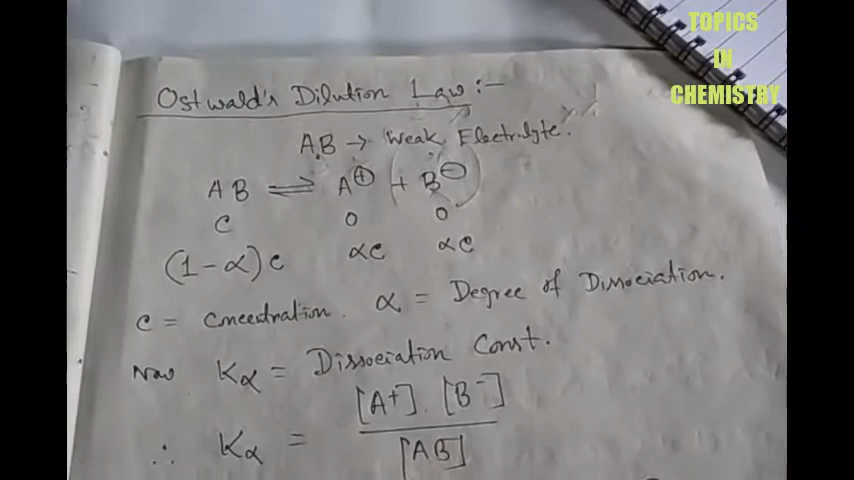 TOPICS
IN
CHEMISTRY
Ostwald's Dilution Law :-
AB → Weak Electrolyte.
AB ⇌ A⊕ + B⊖
C 0 0
(1-α)C αC αC
C = Concentration. α = Degree of Dissociation.
Now Kα = Dissociation Const.
∴ Kα = [A+] . [B-] / [AB]